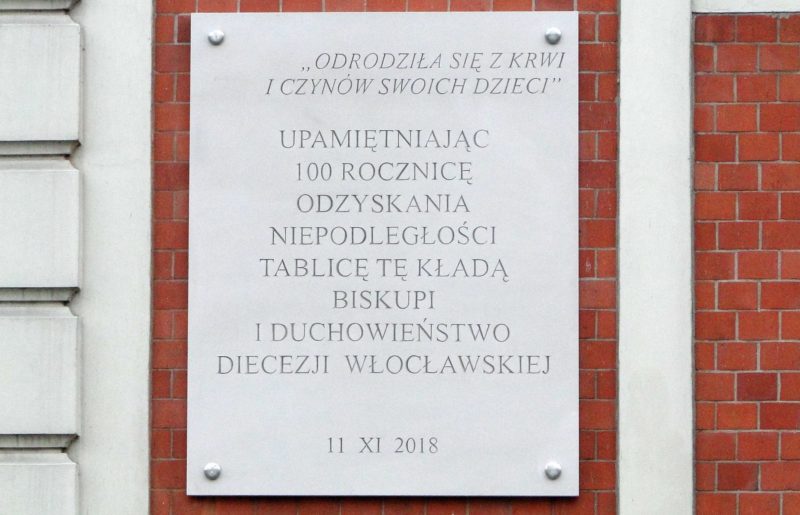 „ODRODZIŁA SIĘ Z KRWI
I CZYNÓW SWOICH DZIECI”
UPAMIĘTNIAJĄC
100 ROCZNICĘ
ODZYSKANIA
NIEPODLEGŁOŚCI
TABLICĘ TĘ KŁADĄ
BISKUPI
I DUCHOWIEŃSTWO
DIECEZJI WŁOCŁAWSKIEJ
11 XI 2018